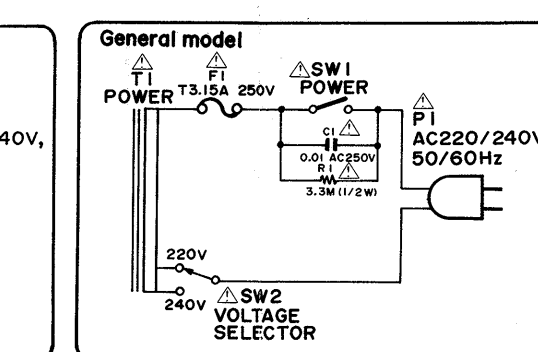 General model
T1
POWER
F1
T3.15A 250V
SW1
POWER
C1
0.01 AC250V
R1
3.3M (1/2W)
P1
AC220/240V
50/60Hz
40V,
220V
240V
SW2
VOLTAGE
SELECTOR